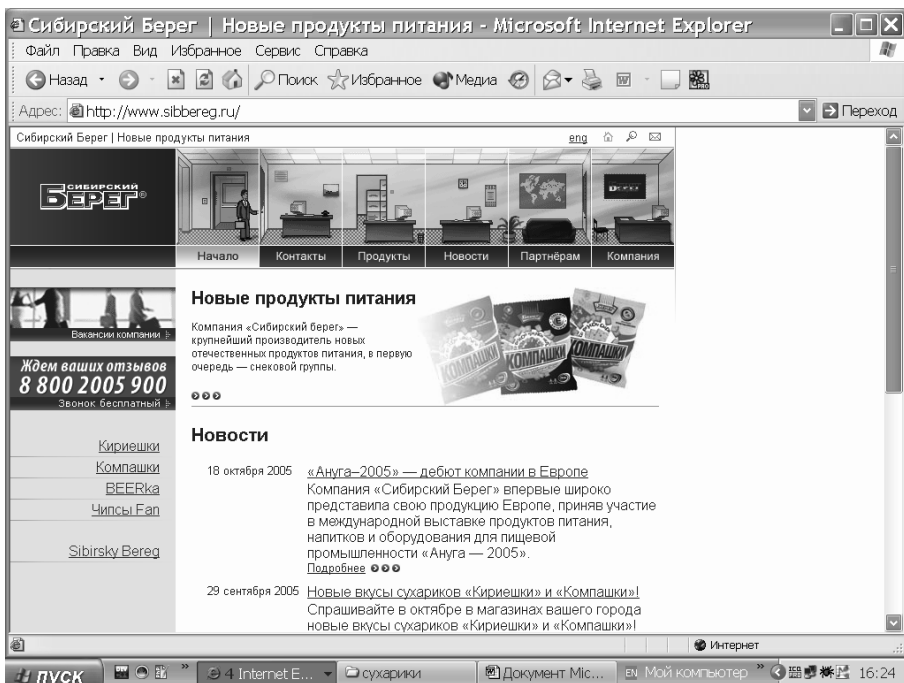 Сибирский Берег | Новые продукты питания - Microsoft Internet Explorer
Файл Правка Вид Избранное Сервис Справка
Назад Поиск Избранное Медиа
Адрес: http://www.sibbereg.ru/ Переход
Сибирский Берег | Новые продукты питания eng
СИБИРСКИЙ
БЕРЕГ®
Начало Контакты Продукты Новости Партнёрам Компания
Вакансии компании
Ждем ваших отзывов
8 800 2005 900
Звонок бесплатный
Кириешки
Компашки
BEERka
Чипсы Fan
Sibirsky Bereg
Новые продукты питания
Компания «Сибирский берег» —
крупнейший производитель новых
отечественных продуктов питания, в первую
очередь — снековой группы.
КОМПАШКИ КОМПАШКИ КОМПАШКИ
Новости
18 октября 2005 «Ануга–2005» — дебют компании в Европе
Компания «Сибирский Берег» впервые широко
представила свою продукцию Европе, приняв участие
в международной выставке продуктов питания,
напитков и оборудования для пищевой
промышленности «Ануга — 2005».
Подробнее
29 сентября 2005 Новые вкусы сухариков «Кириешки» и «Компашки»!
Спрашивайте в октябре в магазинах вашего города
новые вкусы сухариков «Кириешки» и «Компашки»!
Интернет
пуск 4 Internet E... сухарики Документ Mic... EN Мой компьютер 16:24